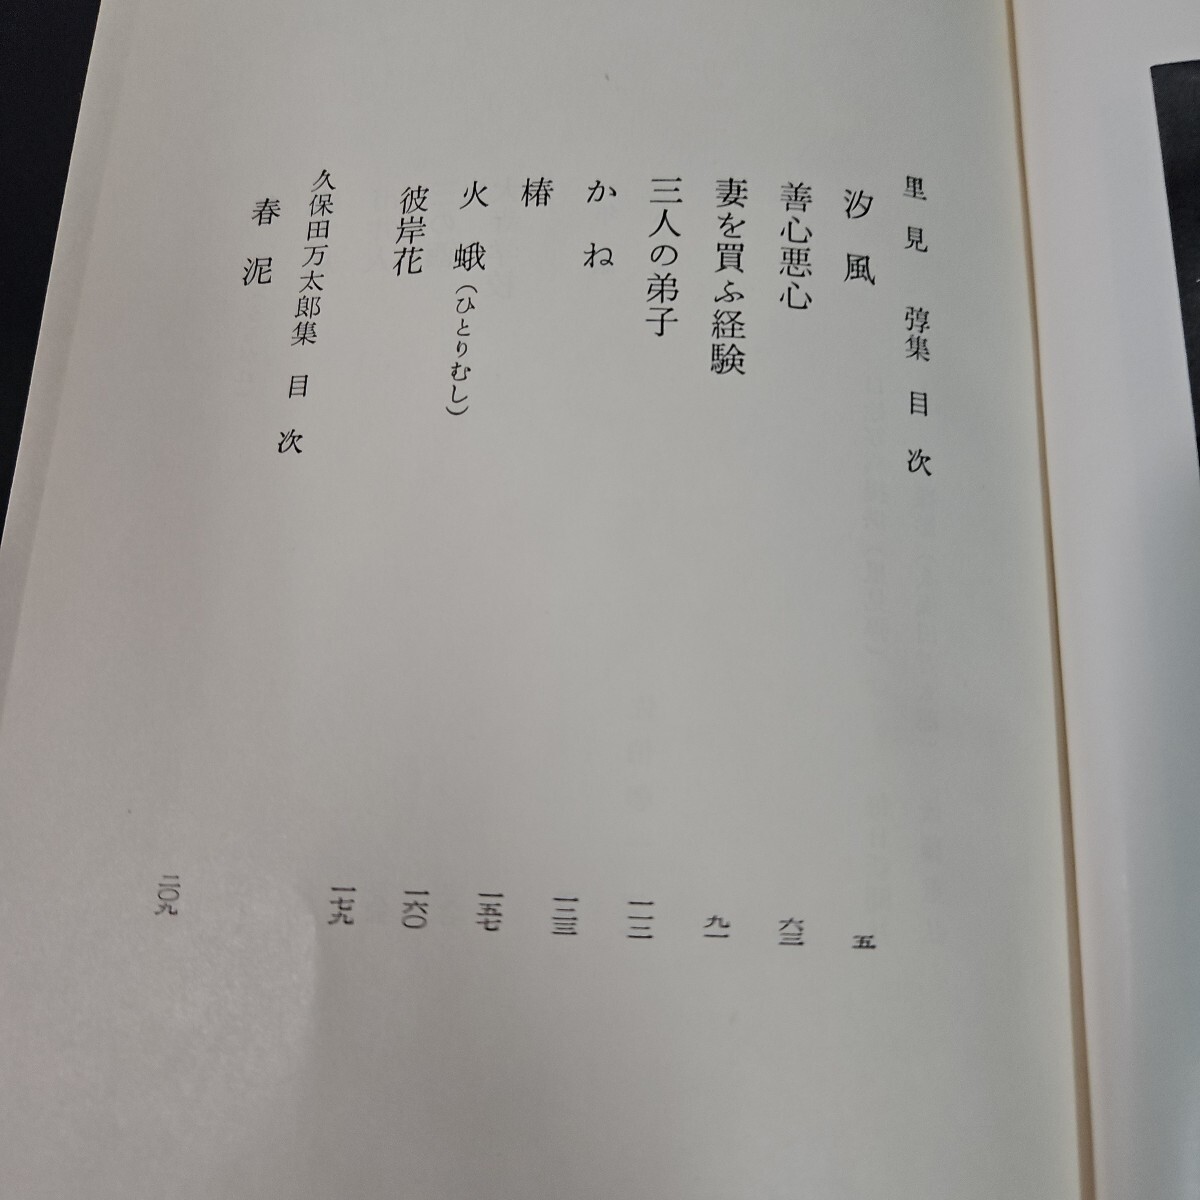 里見　弴集　目次
汐風　五
善心悪心　六三
妻を買ふ経験　九一
三人の弟子　一一二
かね　一二三
椿　一五七
火蛾（ひとりむし）　一六〇
彼岸花　一七九
久保田万太郎集　目次
春泥　二〇九